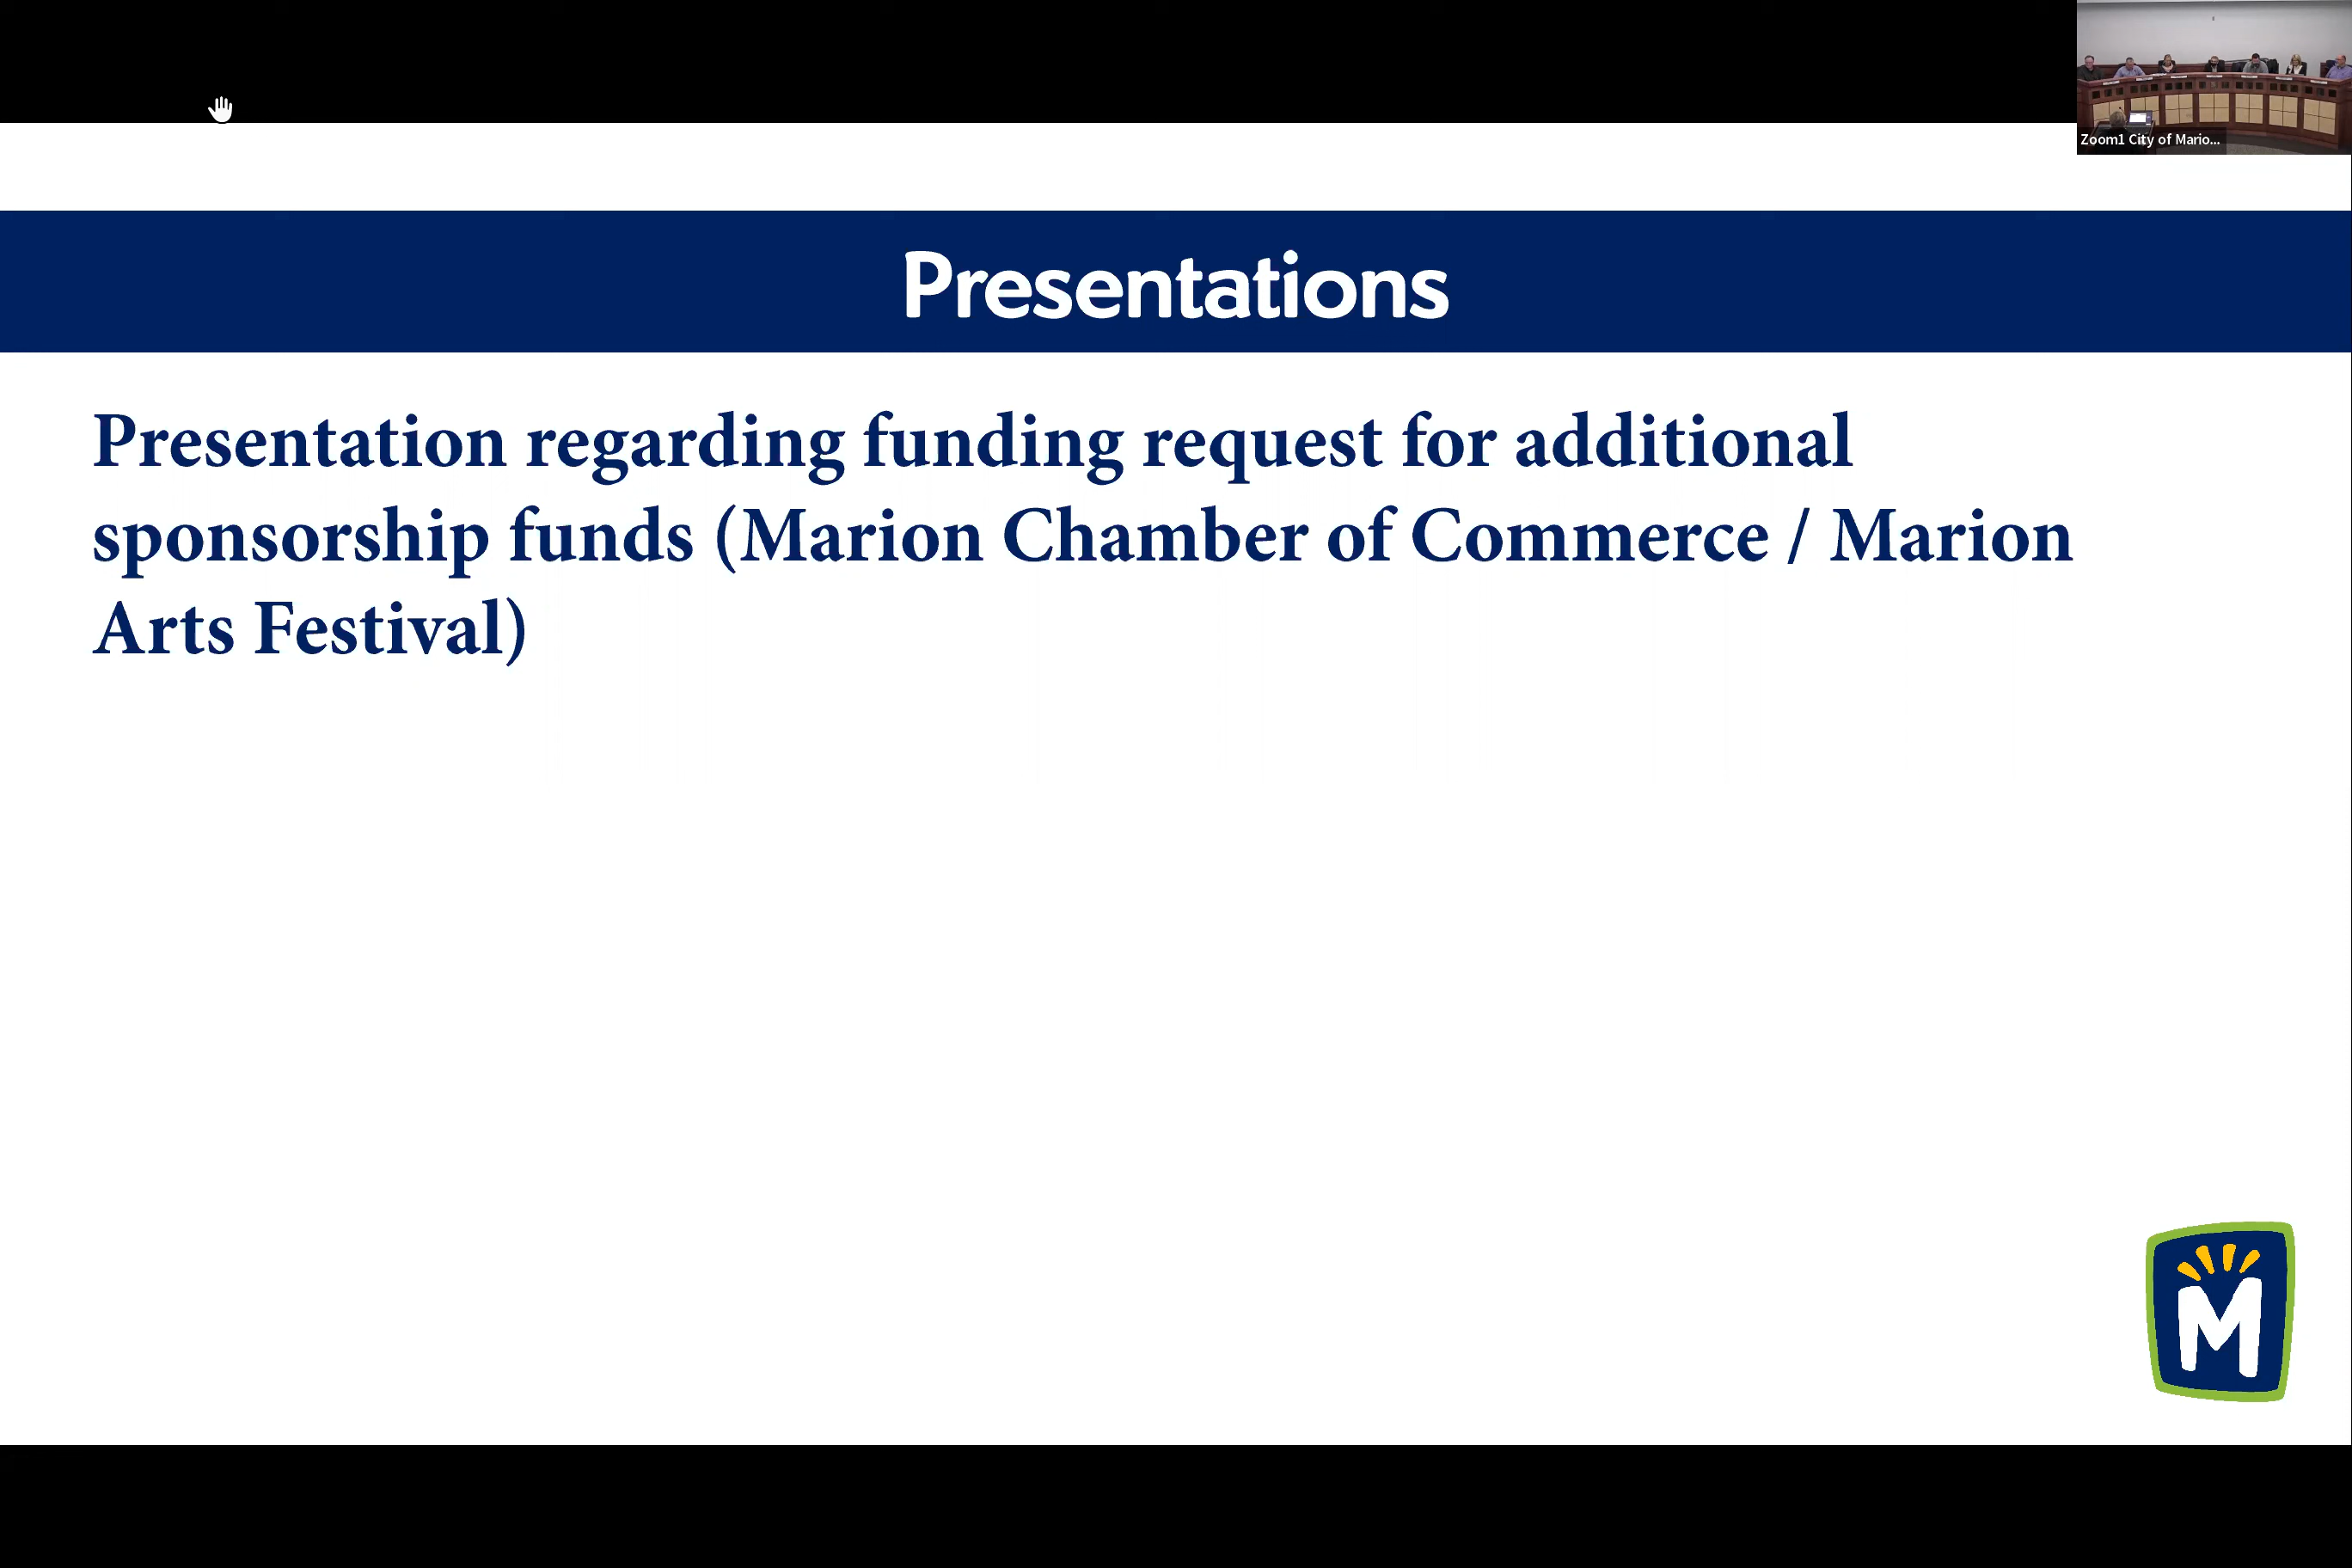 Zoom1 City of Mario...
Presentations
Presentation regarding funding request for additional
sponsorship funds (Marion Chamber of Commerce / Marion
Arts Festival)
M